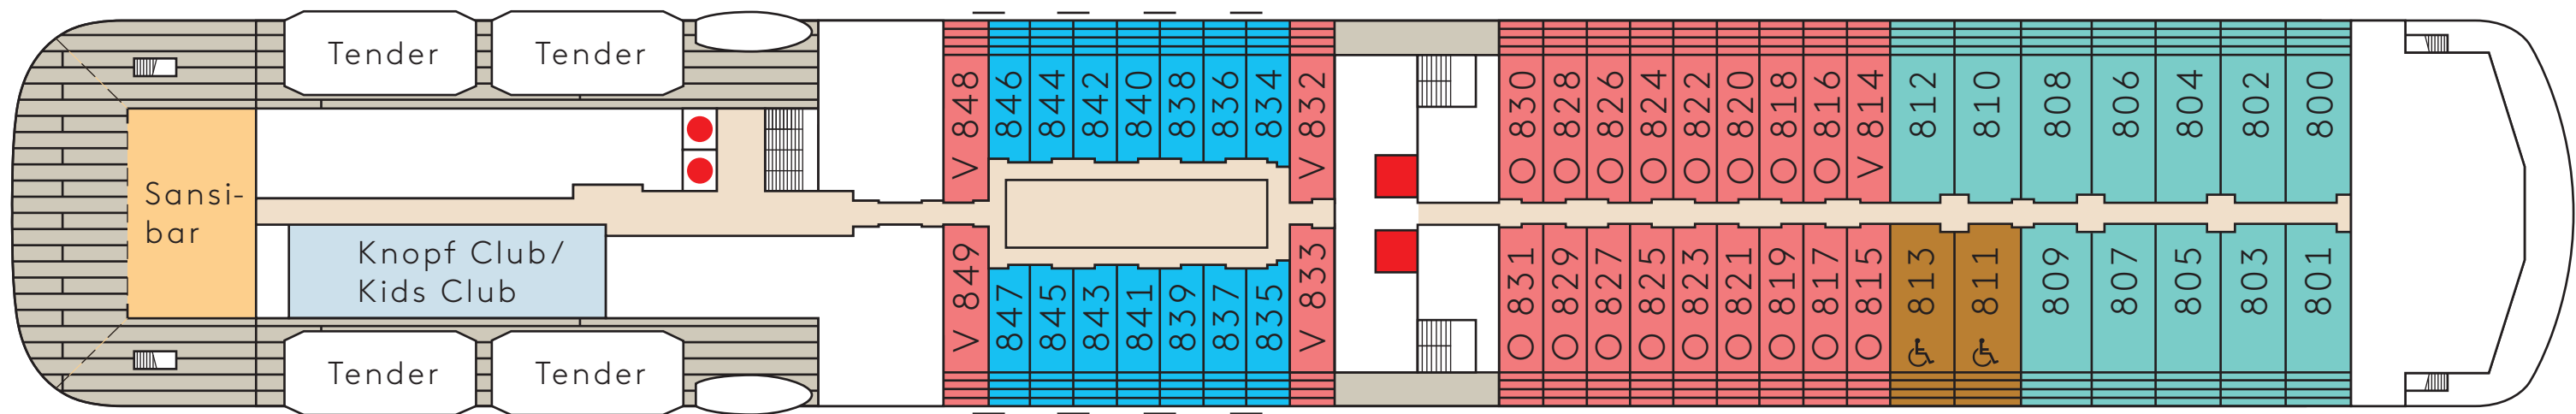 Tender
Tender
V 848
846
844
842
840
838
836
834
V 832
O 830
O 828
O 826
O 824
O 822
O 820
O 818
O 816
V 814
812
810
808
806
804
802
800
Sansi-
bar
Knopf Club/
Kids Club
V 849
847
845
843
841
839
837
835
V 833
O 831
O 829
O 827
O 825
O 823
O 821
O 819
O 817
O 815
813
811
809
807
805
803
801
Tender
Tender